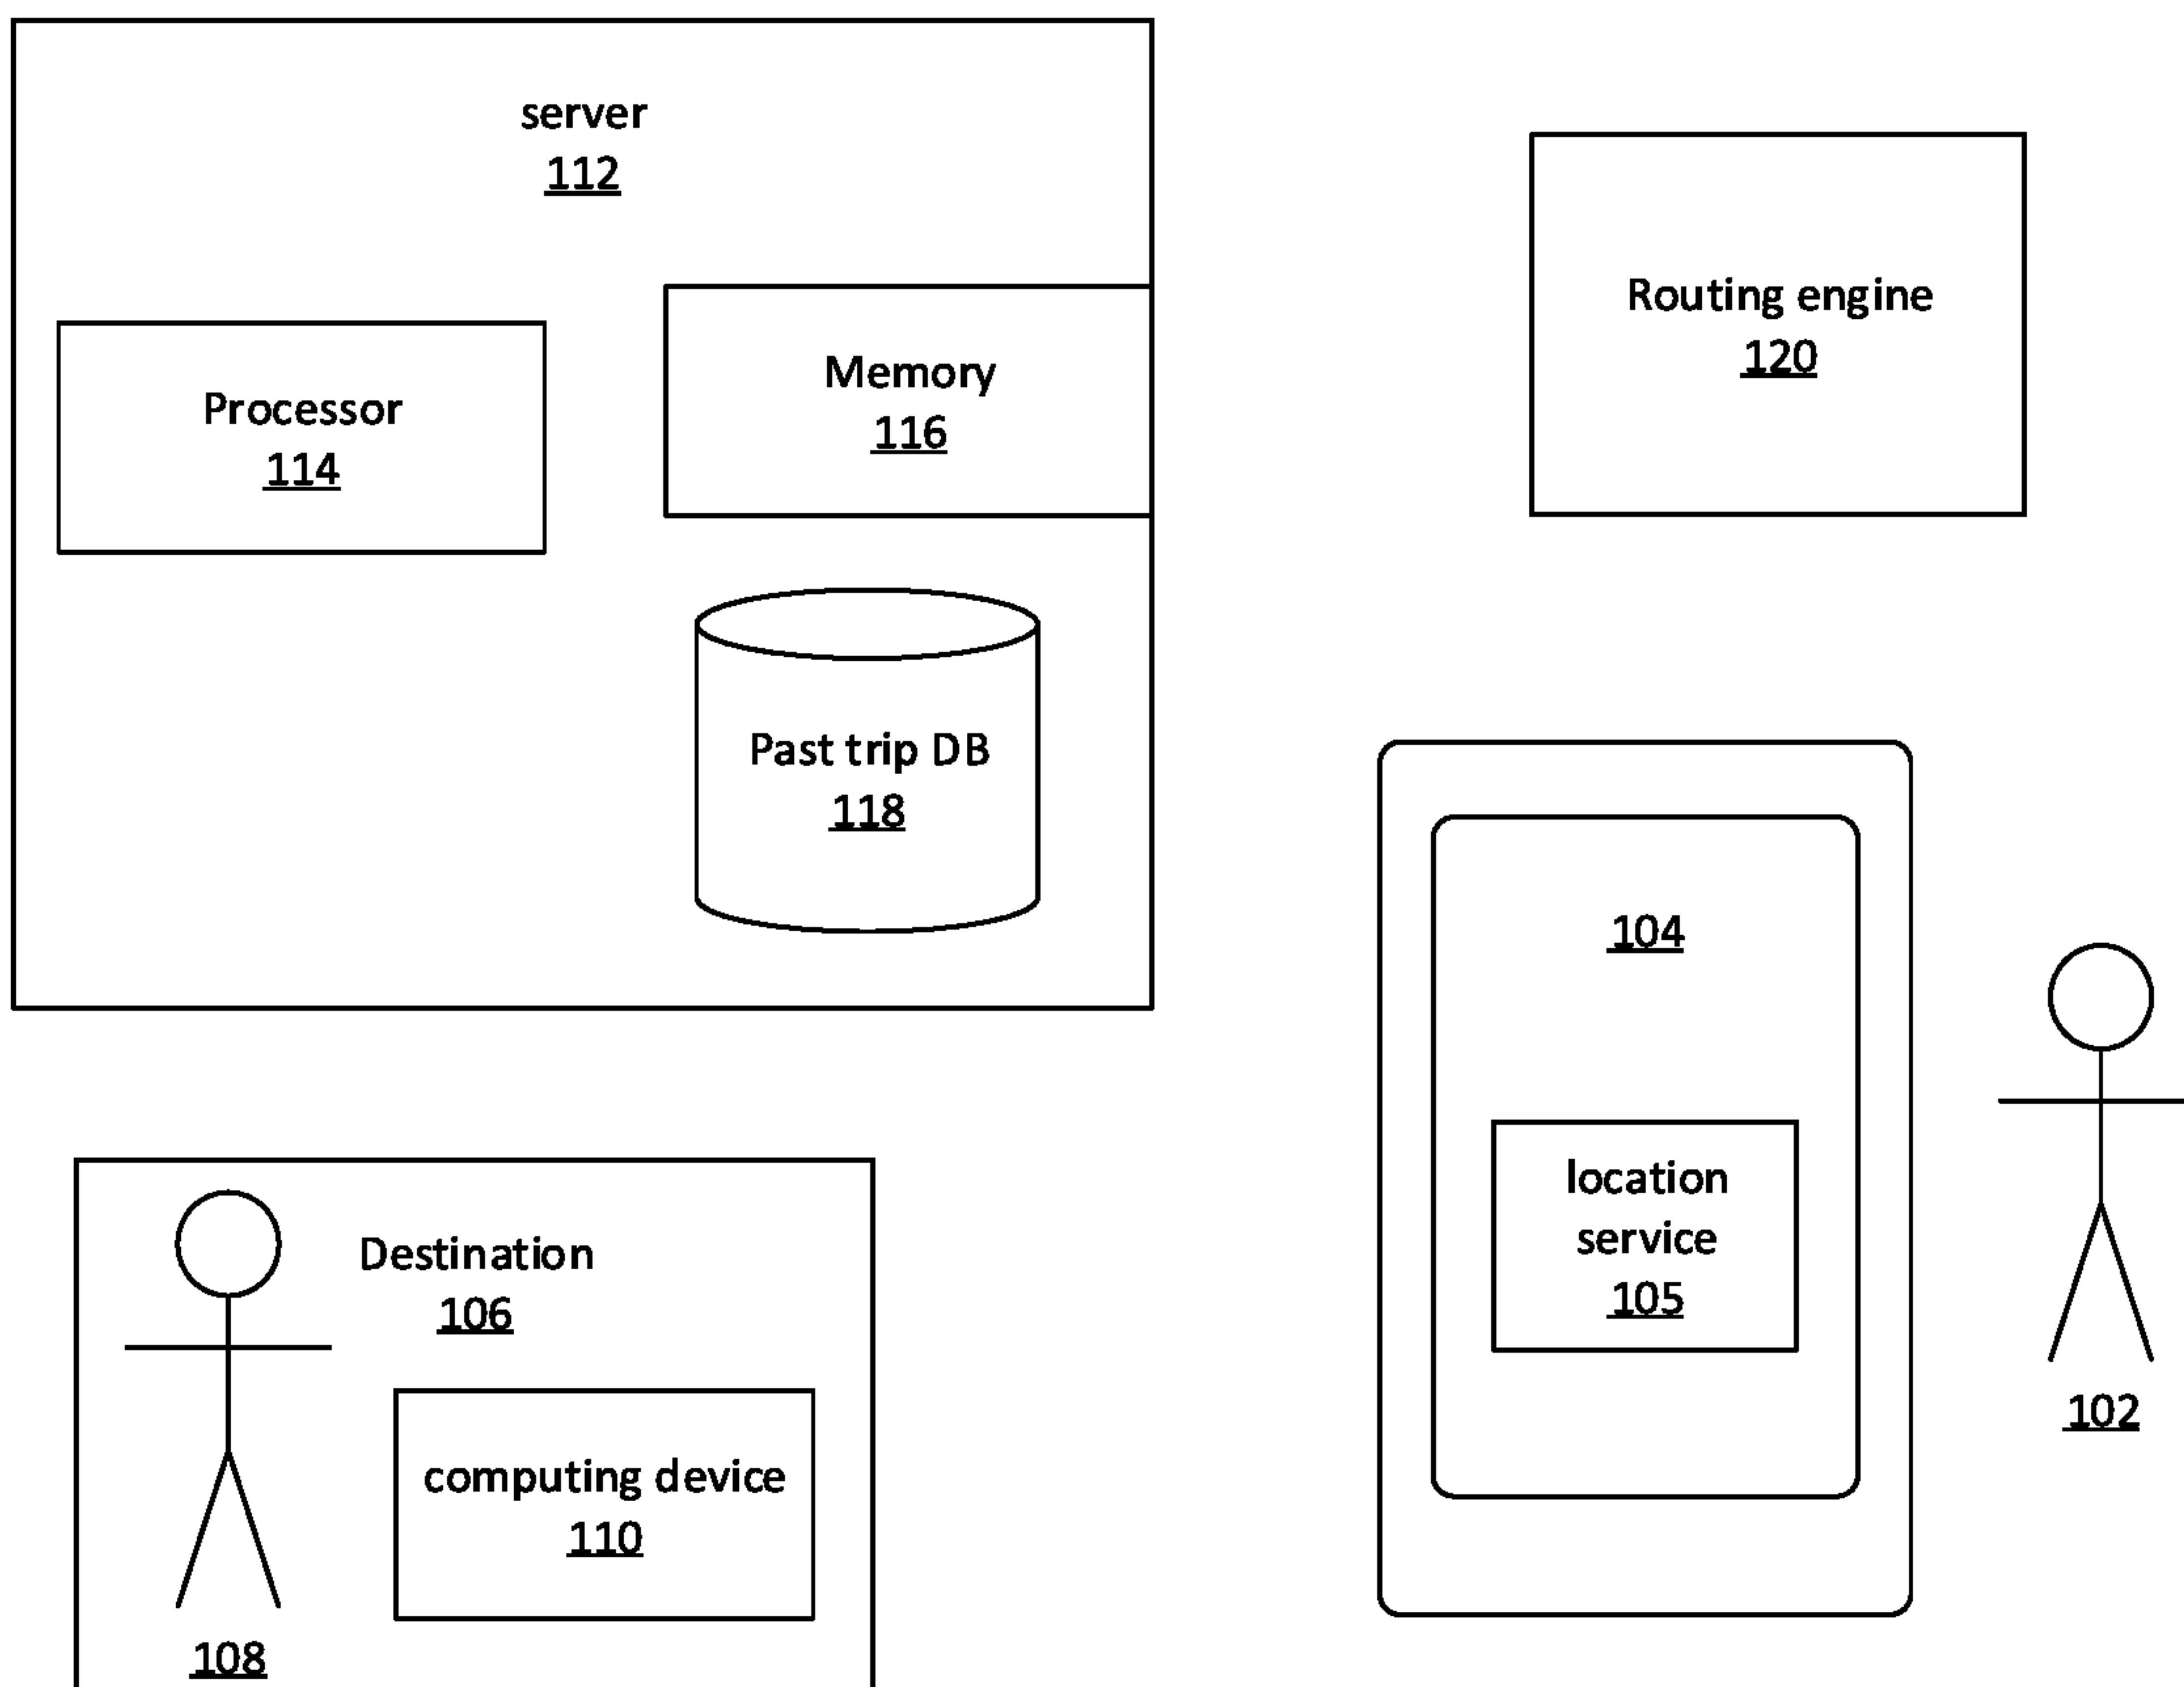 server
112
Processor
114
Memory
116
Past trip DB
118
Routing engine
120
104
location
service
105
102
Destination
106
computing device
110
108